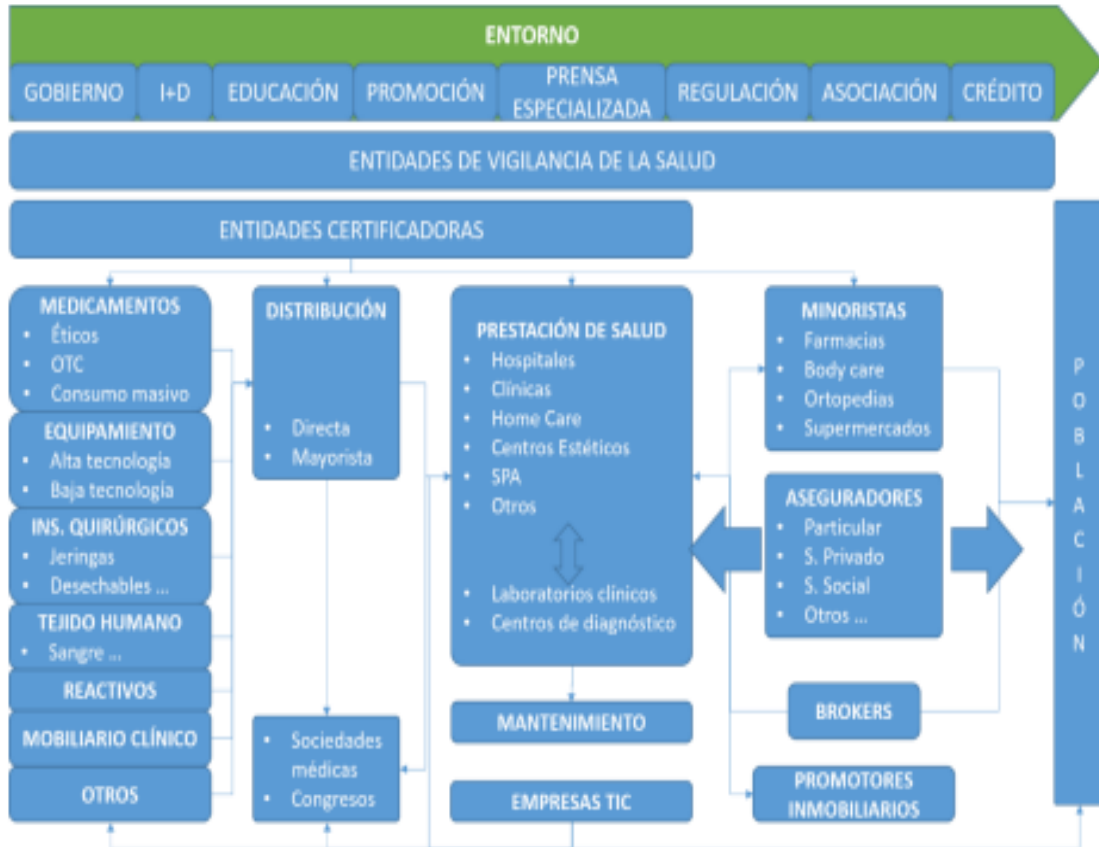 ENTORNO
GOBIERNO
I+D
EDUCACIÓN
PROMOCIÓN
PRENSA
ESPECIALIZADA
REGULACIÓN
ASOCIACIÓN
CRÉDITO
ENTIDADES DE VIGILANCIA DE LA SALUD
ENTIDADES CERTIFICADORAS
MEDICAMENTOS
• Éticos
• OTC
• Consumo masivo
EQUIPAMIENTO
• Alta tecnología
• Baja tecnología
INS. QUIRÚRGICOS
• Jeringas
• Desechables ...
TEJIDO HUMANO
• Sangre ...
REACTIVOS
MOBILIARIO CLÍNICO
OTROS
DISTRIBUCIÓN
• Directa
• Mayorista
• Sociedades
médicas
• Congresos
PRESTACIÓN DE SALUD
• Hospitales
• Clínicas
• Home Care
• Centros Estéticos
• SPA
• Otros
• Laboratorios clínicos
• Centros de diagnóstico
MANTENIMIENTO
EMPRESAS TIC
MINORISTAS
• Farmacias
• Body care
• Ortopedias
• Supermercados
ASEGURADORES
• Particular
• S. Privado
• S. Social
• Otros ...
BROKERS
PROMOTORES
INMOBILIARIOS
POBLACIÓN